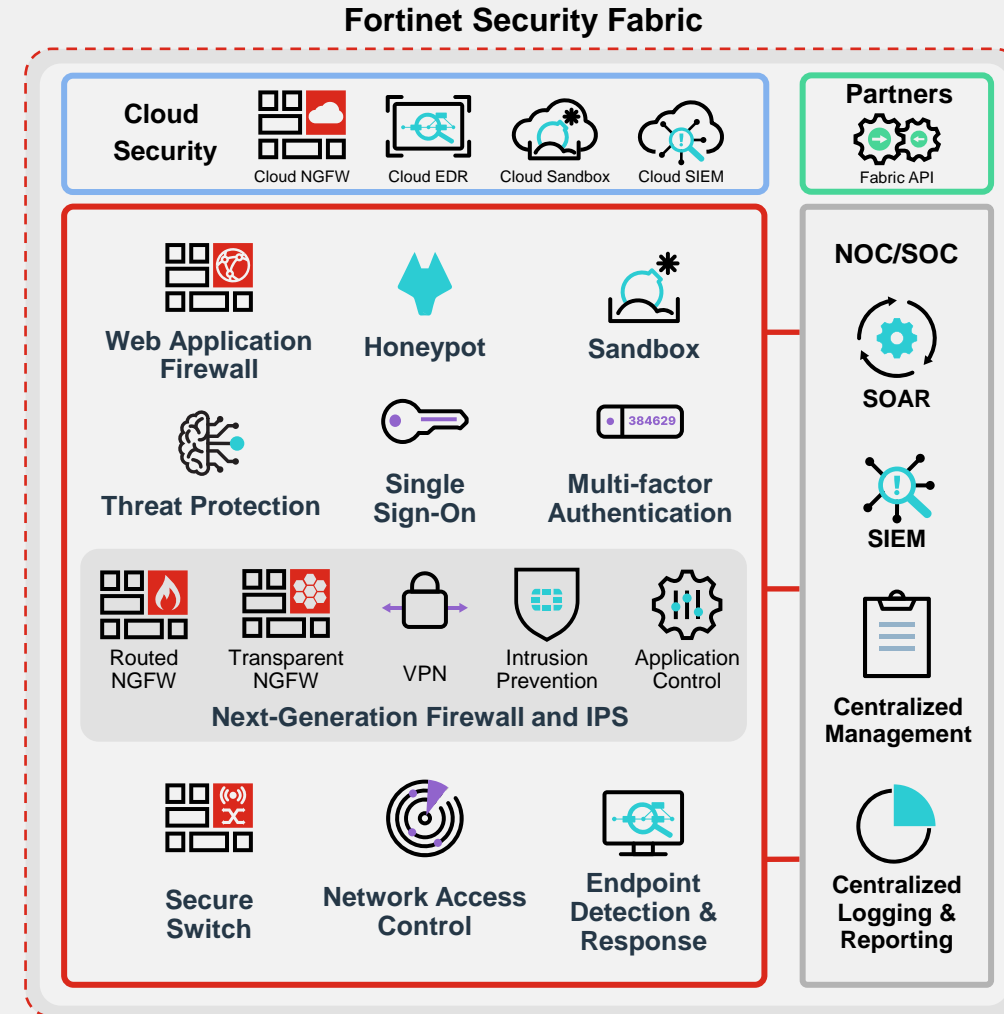 Fortinet Security Fabric
Cloud
Security
Cloud NGFW
Cloud EDR
Cloud Sandbox
Cloud SIEM
Partners
Fabric API
Web Application
Firewall
Honeypot
Sandbox
Threat Protection
Single
Sign-On
384629
Multi-factor
Authentication
Routed
NGFW
Transparent
NGFW
VPN
Intrusion
Prevention
Application
Control
Next-Generation Firewall and IPS
Secure
Switch
Network Access
Control
Endpoint
Detection &
Response
NOC/SOC
SOAR
SIEM
Centralized
Management
Centralized
Logging &
Reporting